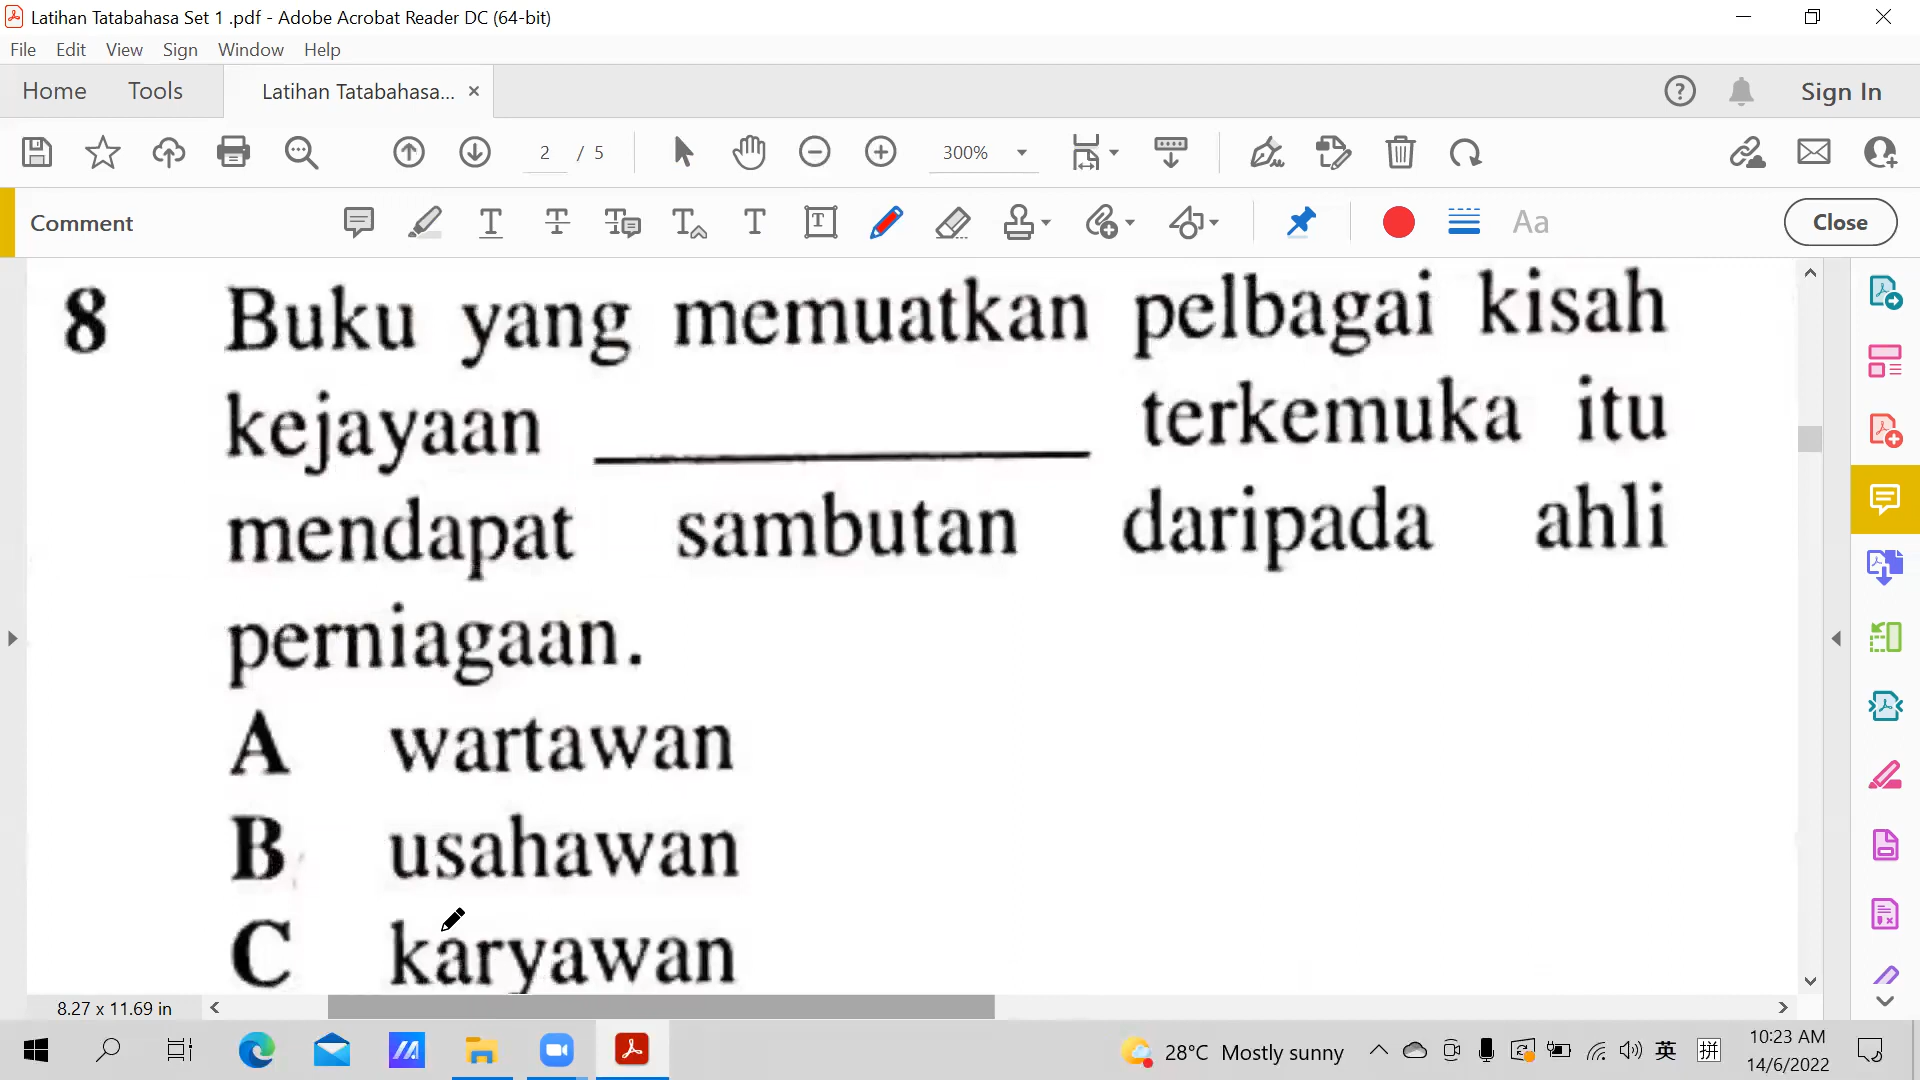 Latihan Tatabahasa Set 1 .pdf - Adobe Acrobat Reader DC (64-bit)
File Edit View Sign Window Help
Home Tools Latihan Tatabahasa... × Sign In
2 / 5 300%
Comment Aa Close
8 Buku yang memuatkan pelbagai kisah
kejayaan ____________ terkemuka itu
mendapat sambutan daripada ahli
perniagaan.
A wartawan
B usahawan
C karyawan
8.27 x 11.69 in
28°C Mostly sunny 英 拼 10:23 AM
14/6/2022